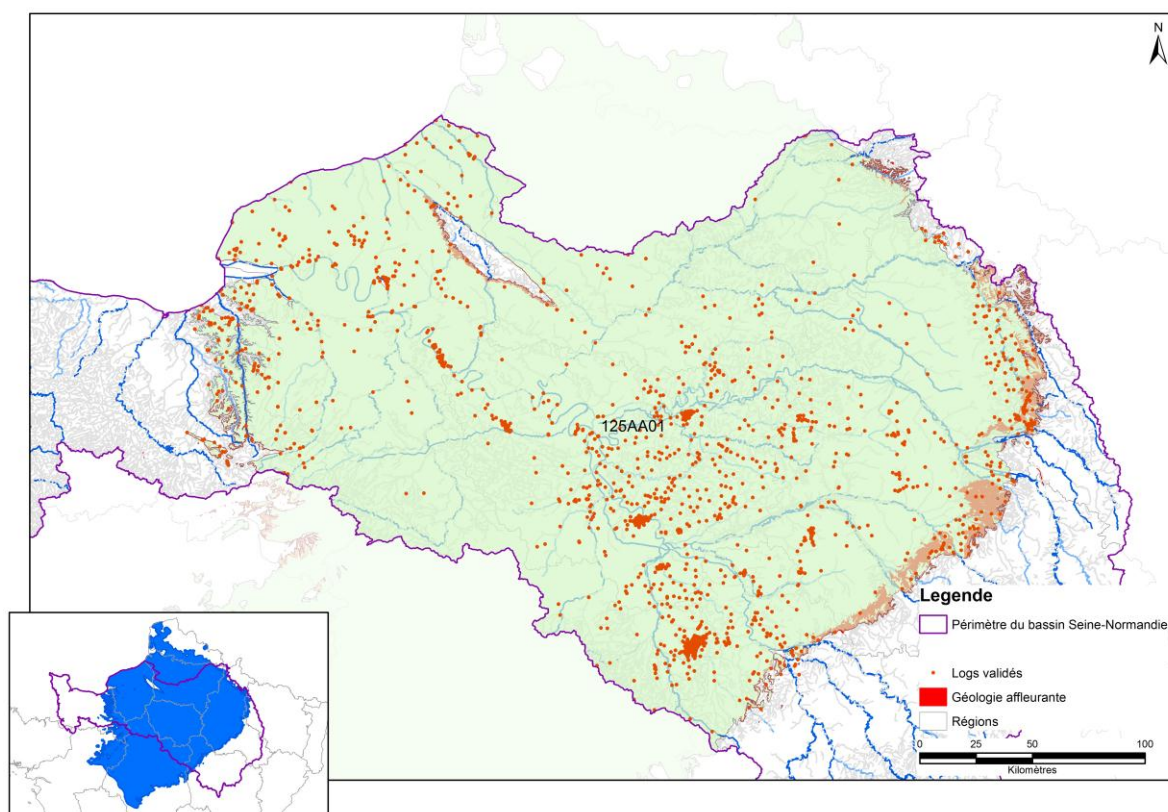 N
125AA01
Legende
Périmètre du bassin Seine-Normandie
Logs validés
Géologie affleurante
Régions
0 25 50 100
Kilomètres